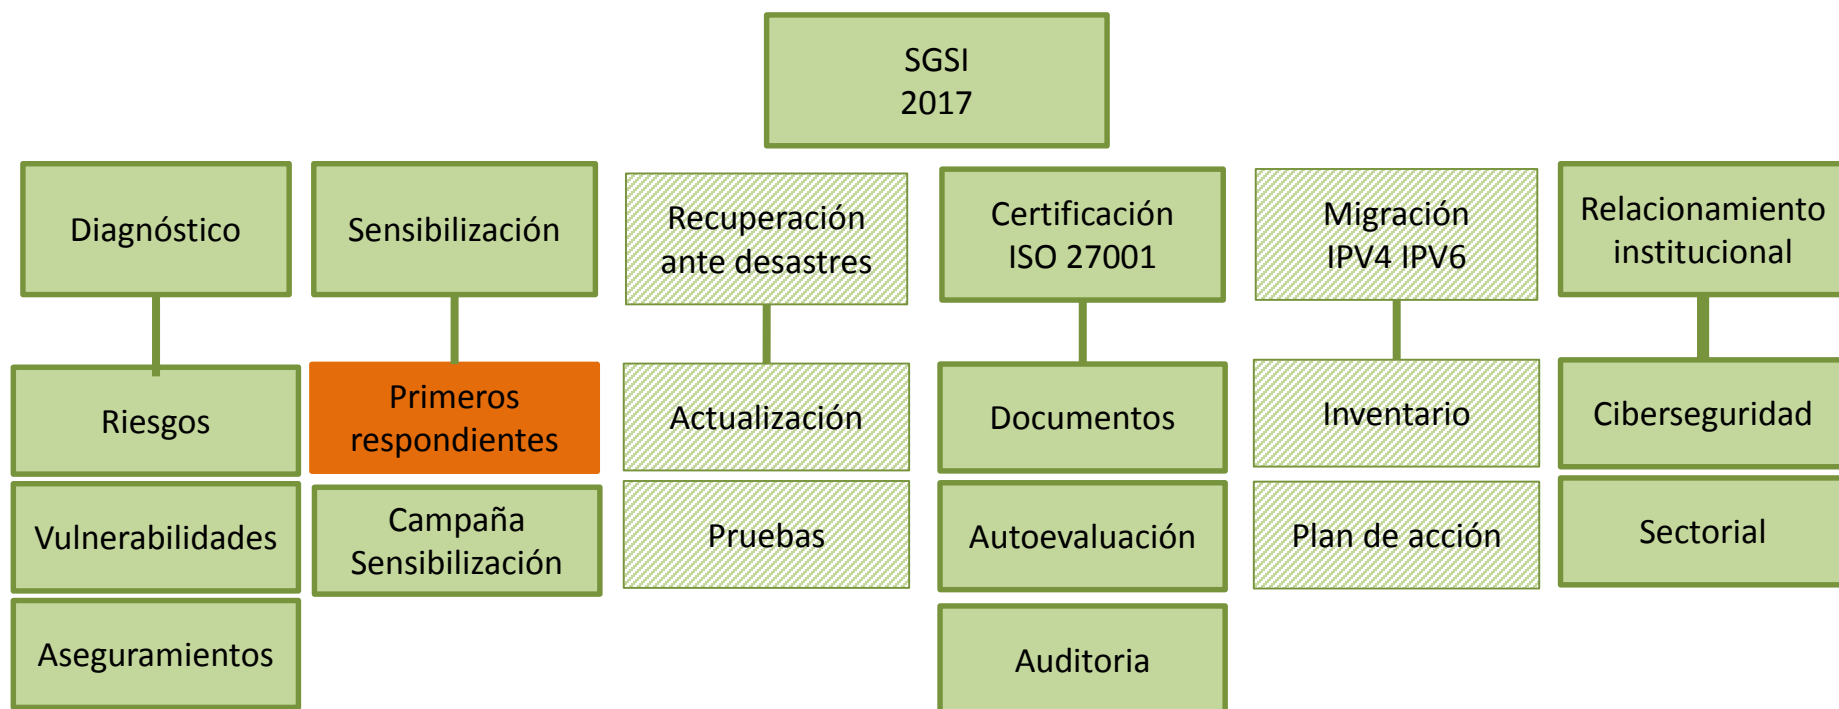 SGSI
2017
Diagnóstico
Sensibilización
Recuperación
ante desastres
Certificación
ISO 27001
Migración
IPV4 IPV6
Relacionamiento
institucional
Riesgos
Primeros
respondientes
Actualización
Documentos
Inventario
Ciberseguridad
Vulnerabilidades
Campaña
Sensibilización
Pruebas
Autoevaluación
Plan de acción
Sectorial
Aseguramientos
Auditoria